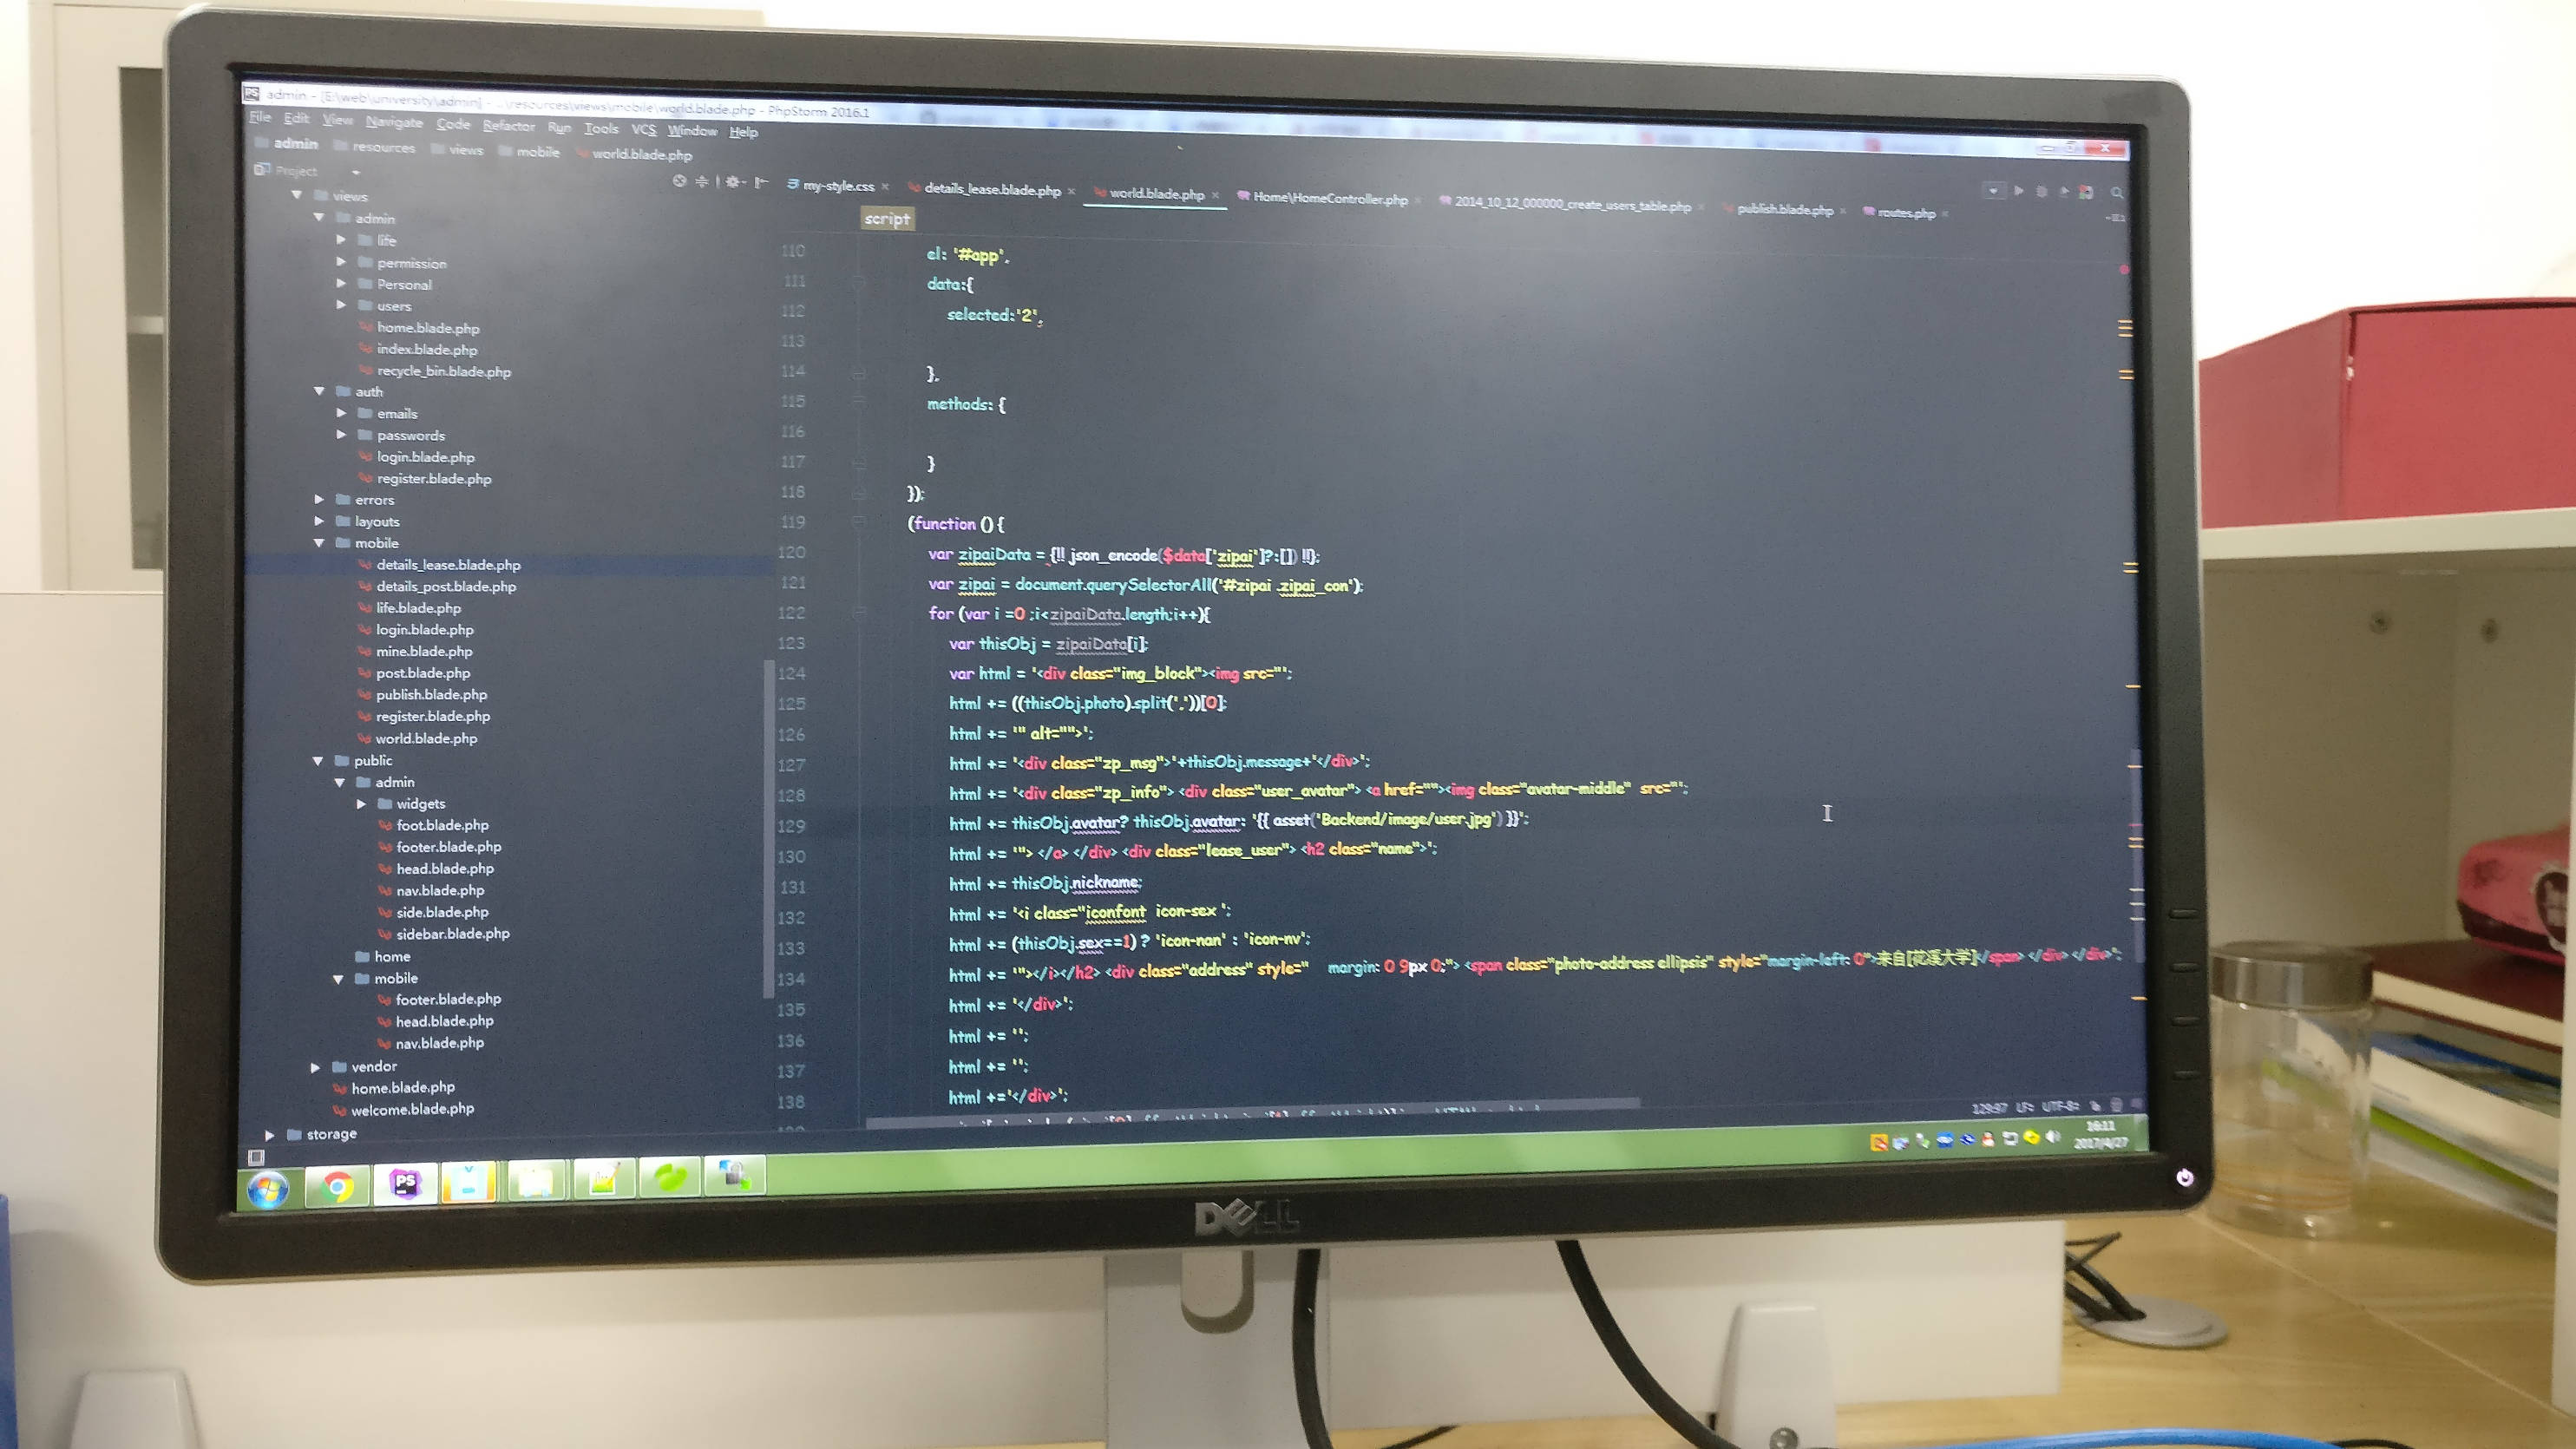 admin - [E:\web\university\admin] - ...\resources\views\mobile\world.blade.php - PhpStorm 2016.1
File Edit View Navigate Code Refactor Run Tools VCS Window Help
admin resources views mobile world.blade.php
Project
my-style.css details_lease.blade.php world.blade.php Home\HomeController.php 2014_10_12_000000_create_users_table.php publish.blade.php routes.php
script
views
admin
life
permission
Personal
users
home.blade.php
index.blade.php
recycle_bin.blade.php
auth
emails
passwords
login.blade.php
register.blade.php
errors
layouts
mobile
details_lease.blade.php
details_post.blade.php
life.blade.php
login.blade.php
mine.blade.php
post.blade.php
publish.blade.php
register.blade.php
world.blade.php
public
admin
widgets
foot.blade.php
footer.blade.php
head.blade.php
nav.blade.php
side.blade.php
sidebar.blade.php
home
mobile
footer.blade.php
head.blade.php
nav.blade.php
vendor
home.blade.php
welcome.blade.php
storage
110 el: '#app',
111 data:{
112 selected:'2',
113
114 },
115 methods: {
116
117 }
118 });
119 (function () {
120 var zipaiData = {!! json_encode($data['zipai']?:[]) !!};
121 var zipai = document.querySelectorAll('#zipai .zipai_con');
122 for (var i =0 ;i<zipaiData.length;i++){
123 var thisObj = zipaiData[i];
124 var html = '<div class="img_block"><img src="';
125 html += ((thisObj.photo).split(','))[0];
126 html += '" alt="">';
127 html += '<div class="zp_msg">'+thisObj.message+'</div>';
128 html += '<div class="zp_info"> <div class="user_avatar"> <a href=""><img class="avatar-middle" src="';
129 html += thisObj.avatar? thisObj.avatar: '{{ asset('Backend/image/user.jpg') }}';
130 html += '"> </a> </div> <div class="lease_user"> <h2 class="name">';
131 html += thisObj.nickname;
132 html += '<i class="iconfont icon-sex ';
133 html += (thisObj.sex==1) ? 'icon-nan' : 'icon-nv';
134 html += '"></i></h2> <div class="address" style=" margin: 0 9px 0;"> <span class="photo-address ellipsis" style="margin-left: 0">来自[花溪大学]</span> </div> </div>';
135 html += '</div>';
136 html += '';
137 html += '';
138 html +='</div>';
129:97 LF: UTF-8:
16:11
2017/4/27
PS
DELL